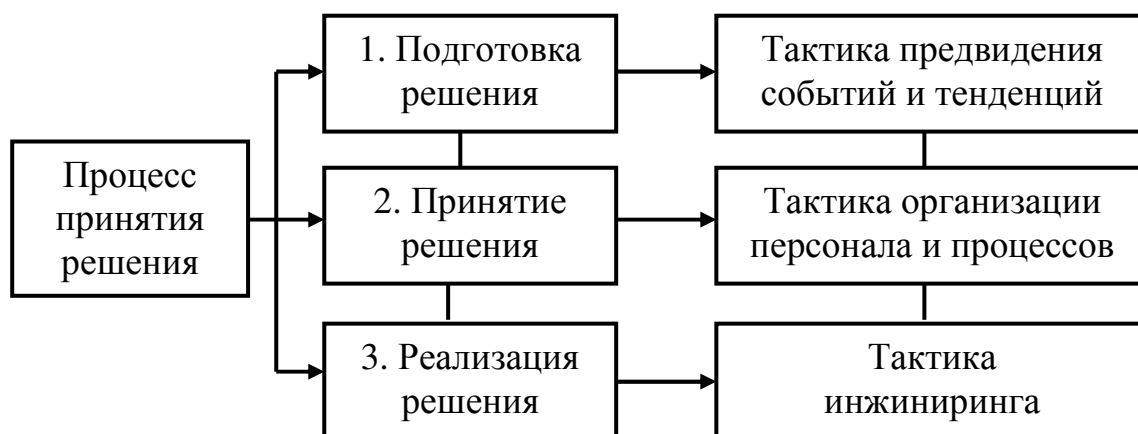 Процесс
принятия
решения
1. Подготовка
решения
2. Принятие
решения
3. Реализация
решения
Тактика предвидения
событий и тенденций
Тактика организации
персонала и процессов
Тактика
инжиниринга